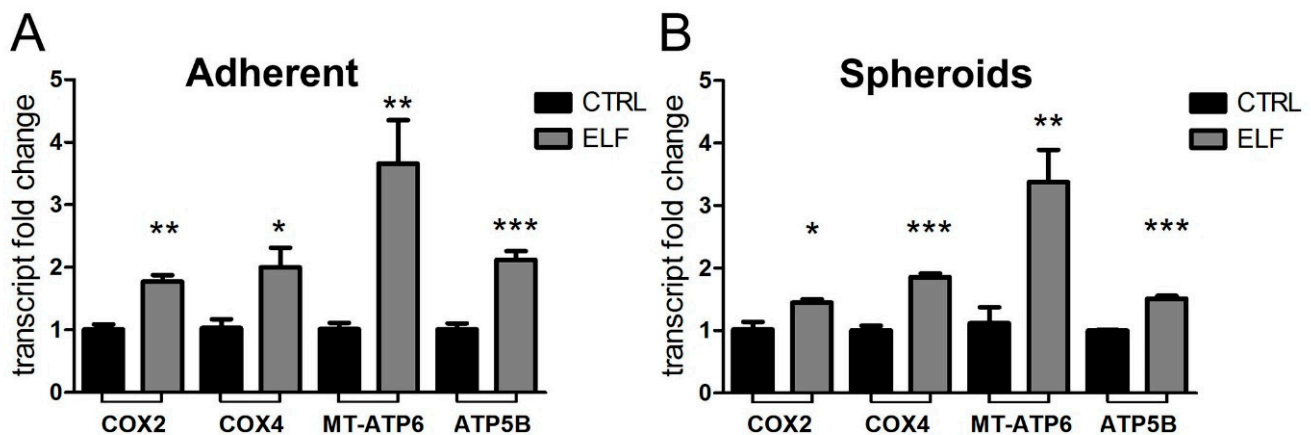 A
Adherent
transcript fold change
5
4
3
2
1
0
CTRL
ELF
**
*
**
***
COX2 COX4 MT-ATP6 ATP5B
B
Spheroids
transcript fold change
5
4
3
2
1
0
CTRL
ELF
*
***
**
***
COX2 COX4 MT-ATP6 ATP5B